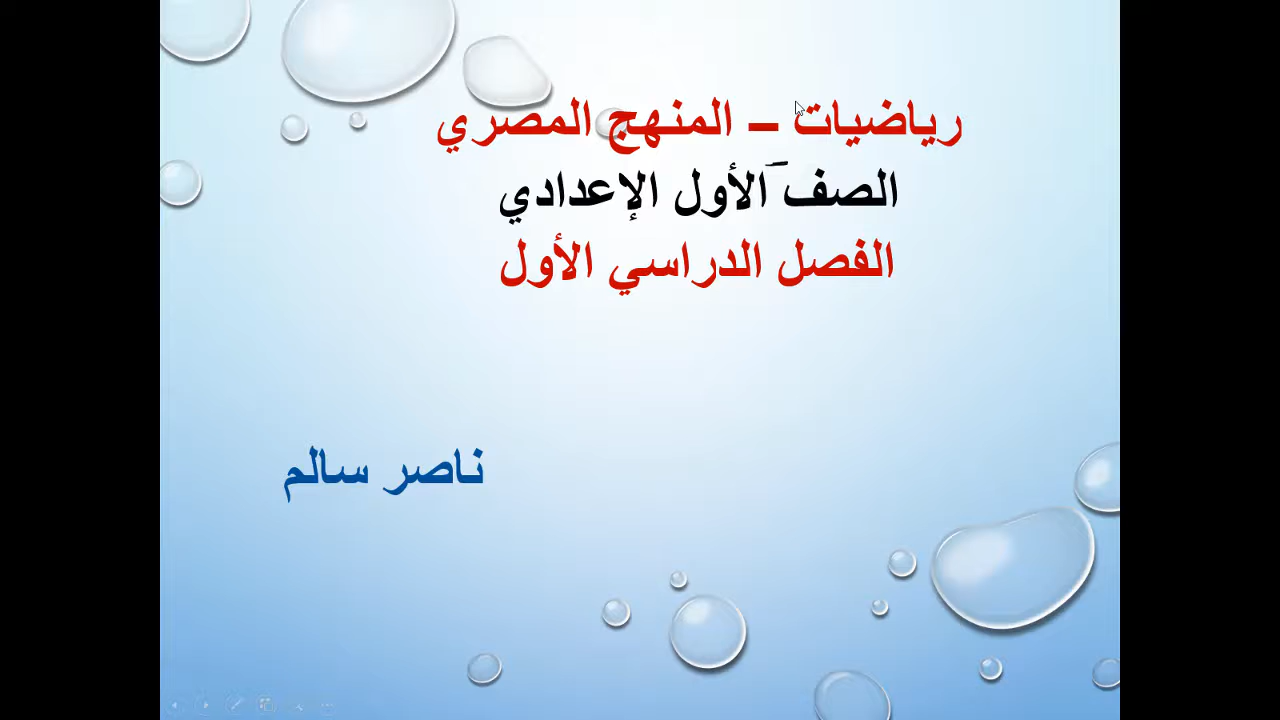 رياضيات – المنهج المصري
الصف الأول الإعدادي
الفصل الدراسي الأول
ناصر سالم